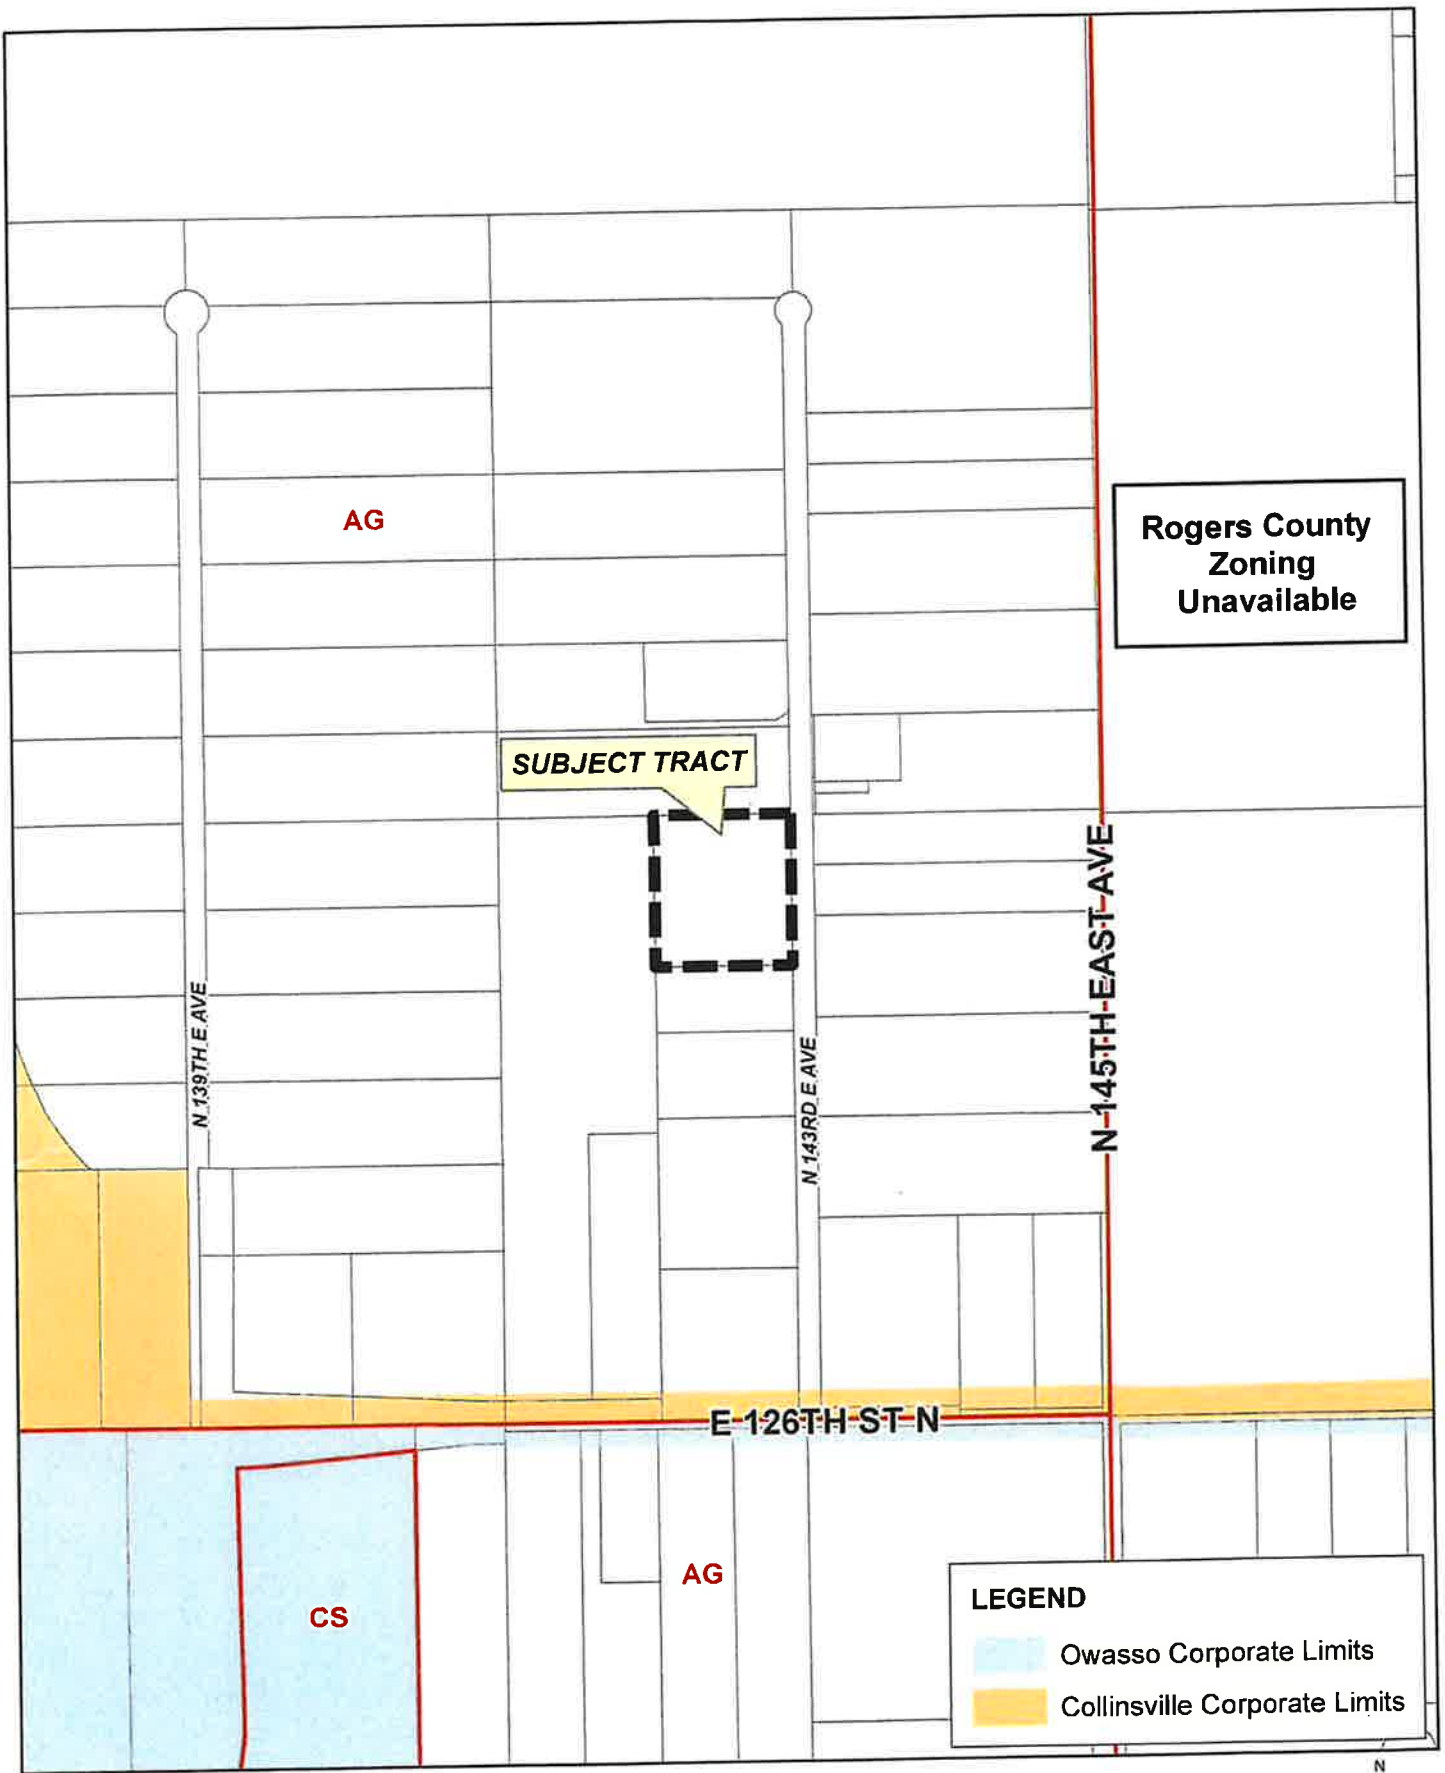 AG
Rogers County
Zoning
Unavailable
SUBJECT TRACT
N 139TH E AVE
N 143RD E AVE
N 145TH EAST AVE
E 126TH ST N
CS
AG
LEGEND
Owasso Corporate Limits
Collinsville Corporate Limits
N